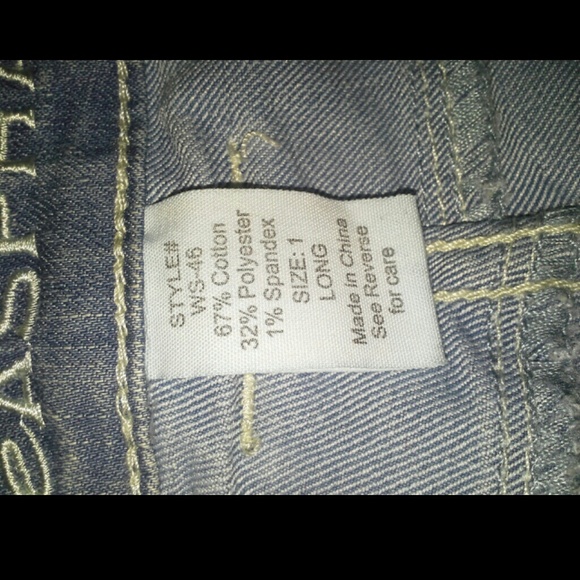 STYLE#
WS-46
67% Cotton
32% Polyester
1% Spandex
SIZE: 1
LONG
Made in China
See Reverse
for care